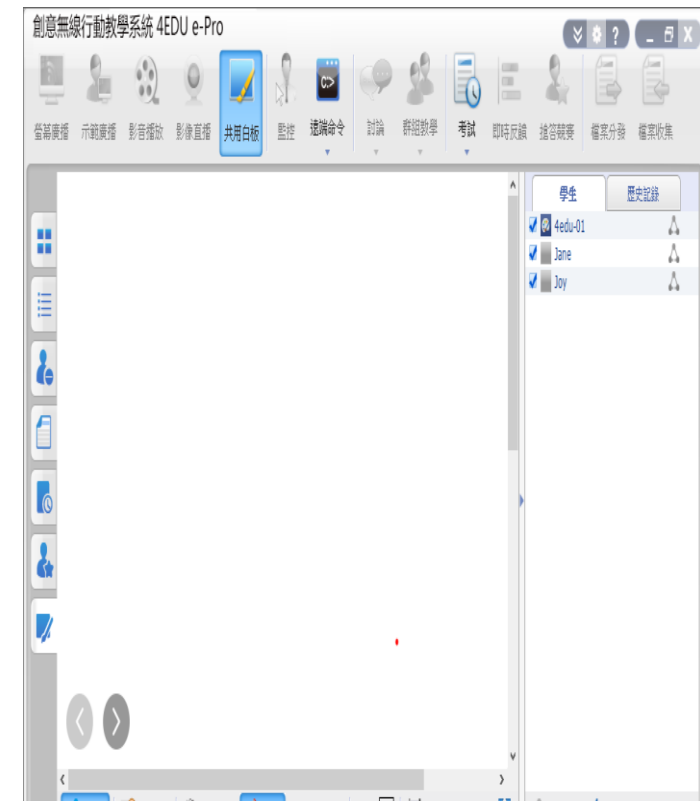 創意無線行動教學系統 4EDU e-Pro
螢幕廣播 示範廣播 影音播放 影像直播 共用白板 監控 遠端命令 討論 群組教學 考試 即時反饋 搶答競賽 檔案分發 檔案收集
學生 歷史記錄
4edu-01
Jane
Joy